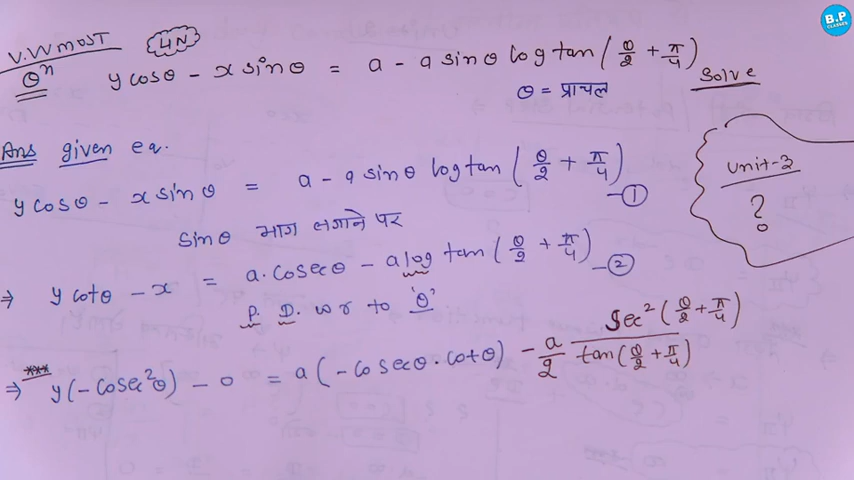 B.P
CLASSES
V.V.V most
4N
Qⁿ y cosθ - x sinθ = a - a sinθ log tan (θ/2 + π/4) Solve
θ = प्राचल
Ans given eq.
y cosθ - x sinθ = a - a sinθ log tan (θ/2 + π/4) -①
Unit-3
?
sinθ भाग लगाने पर
⇒ y cotθ - x = a.cosecθ - a log tan (θ/2 + π/4) -②
P. D. w r to 'θ'
*** ⇒ y(-cosec²θ) - 0 = a(-cosecθ.cotθ) - a/2 sec²(θ/2 + π/4)/tan(θ/2 + π/4)